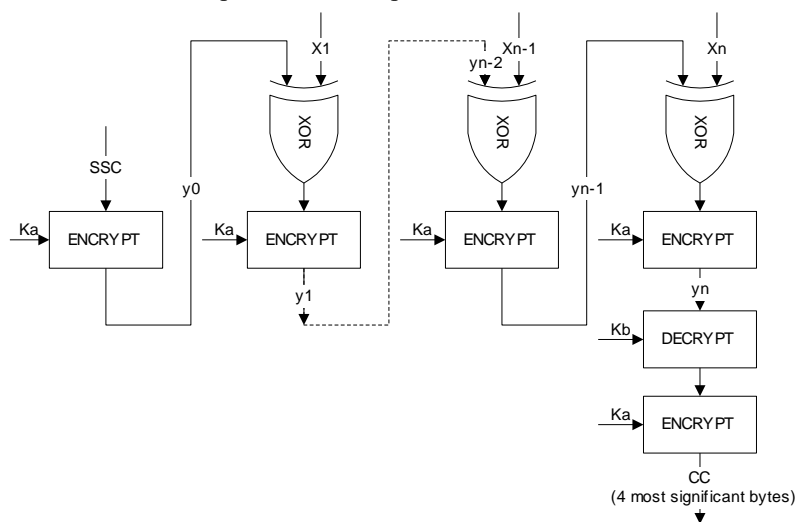 X1
Xn-1
Xn
yn-2
XOR
XOR
XOR
SSC
y0
yn-1
Ka
ENCRYPT
Ka
ENCRYPT
Ka
ENCRYPT
Ka
ENCRYPT
y1
yn
Kb
DECRYPT
Ka
ENCRYPT
CC
(4 most significant bytes)